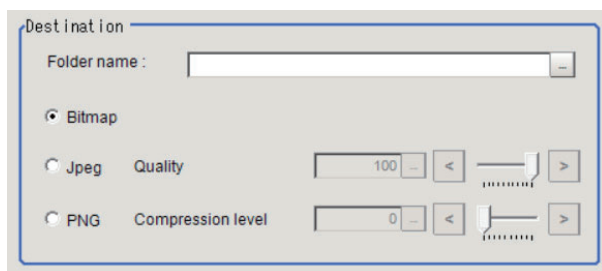 Destination
Folder name : ...
Bitmap
Jpeg Quality 100 ... < >
PNG Compression level 0 ... < >